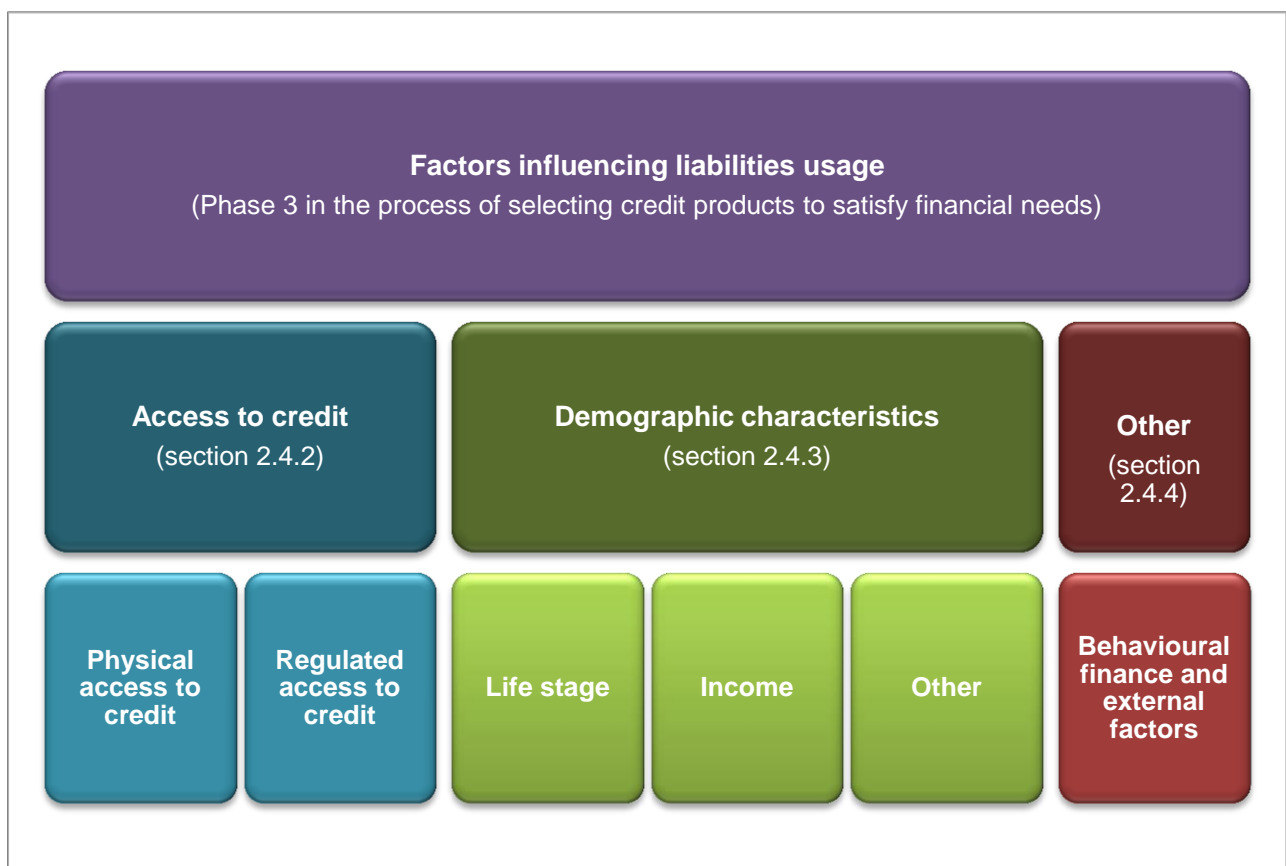 Factors influencing liabilities usage
(Phase 3 in the process of selecting credit products to satisfy financial needs)
Access to credit
(section 2.4.2)
Demographic characteristics
(section 2.4.3)
Other
(section
2.4.4)
Physical
access to
credit
Regulated
access to
credit
Life stage
Income
Other
Behavioural
finance and
external
factors